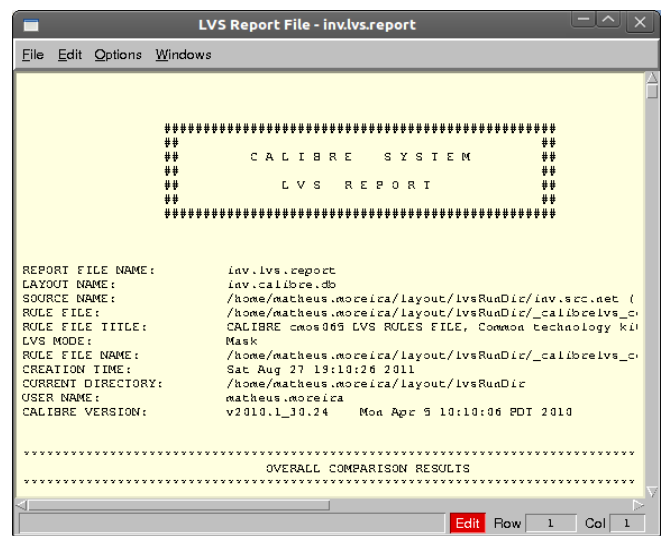 LVS Report File - inv.lvs.report
File Edit Options Windows
##################################################
## ##
## C A L I B R E   S Y S T E M ##
## ##
## L V S   R E P O R T ##
## ##
##################################################
REPORT FILE NAME: inv.lvs.report
LAYOUT NAME: inv.calibre.db
SOURCE NAME: /home/matheus.moreira/layout/lvsRunDir/inv.src.net (
RULE FILE: /home/matheus.moreira/layout/lvsRunDir/_calibrelvs_c
RULE FILE TITLE: CALIBRE cmos065 LVS RULES FILE, Common technology ki
LVS MODE: Mask
RULE FILE NAME: /home/matheus.moreira/layout/lvsRunDir/_calibrelvs_c
CREATION TIME: Sat Aug 27 19:10:26 2011
CURRENT DIRECTORY: /home/matheus.moreira/layout/lvsRunDir
USER NAME: matheus.moreira
CALIBRE VERSION: v2010.1_30.24 Mon Apr 5 10:10:06 PDT 2010
OVERALL COMPARISON RESULTS
Edit Row 1 Col 1